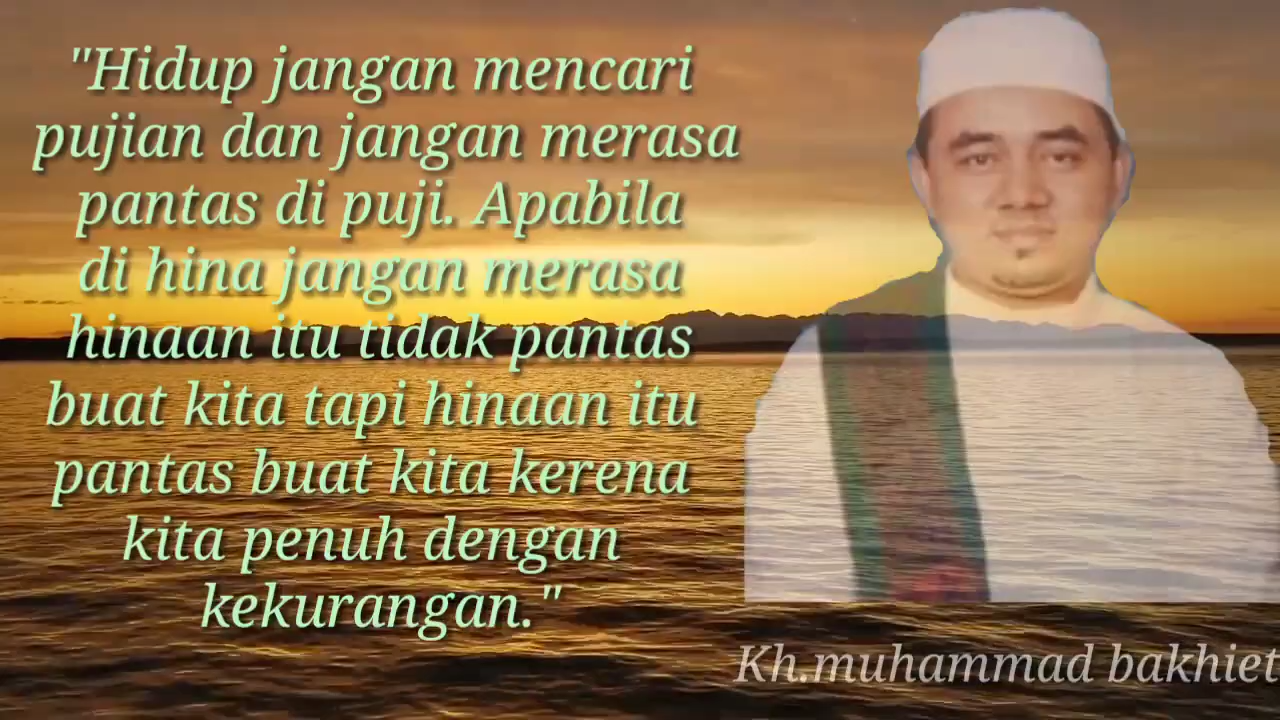 "Hidup jangan mencari
pujian dan jangan merasa
pantas di puji. Apabila
di hina jangan merasa
hinaan itu tidak pantas
buat kita tapi hinaan itu
pantas buat kita kerena
kita penuh dengan
kekurangan."
Kh.muhammad bakhiet